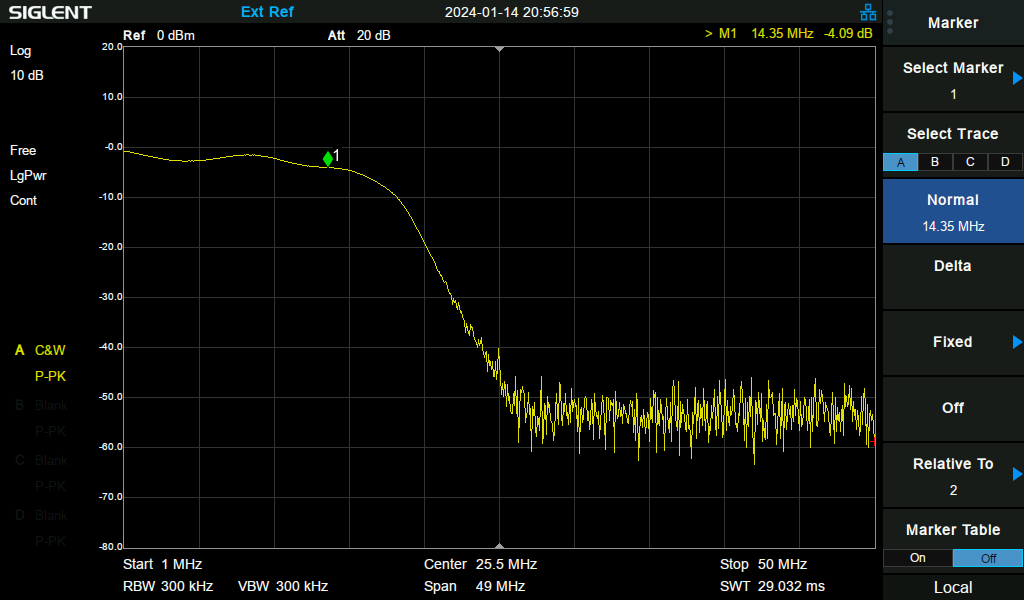 SIGLENT Ext Ref 2024-01-14 20:56:59
Ref 0 dBm Att 20 dB > M1 14.35 MHz -4.09 dB
Log
10 dB
Free
LgPwr
Cont
A C&W
P-PK
B Blank
P-PK
C Blank
P-PK
D Blank
P-PK
20.0
10.0
-0.0
-10.0
-20.0
-30.0
-40.0
-50.0
-60.0
-70.0
-80.0
1
Start 1 MHz Center 25.5 MHz Stop 50 MHz
RBW 300 kHz VBW 300 kHz Span 49 MHz SWT 29.032 ms
Marker
Select Marker
1
Select Trace
A B C D
Normal
14.35 MHz
Delta
Fixed
Off
Relative To
2
Marker Table
On Off
Local